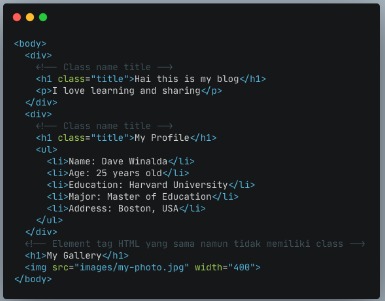 <body>
<div>
<!-- Class name title -->
<h1 class="title">Hai this is my blog</h1>
<p>I love learning and sharing</p>
</div>
<div>
<!-- Class name title -->
<h1 class="title">My Profile</h1>
<ul>
<li>Name: Dave Winalda</li>
<li>Age: 25 years old</li>
<li>Education: Harvard University</li>
<li>Major: Master of Education</li>
<li>Address: Boston, USA</li>
</ul>
</div>
<!-- Element tag HTML yang sama namun tidak memiliki class -->
<h1>My Gallery</h1>
<img src="images/my-photo.jpg" width="400">
</body>